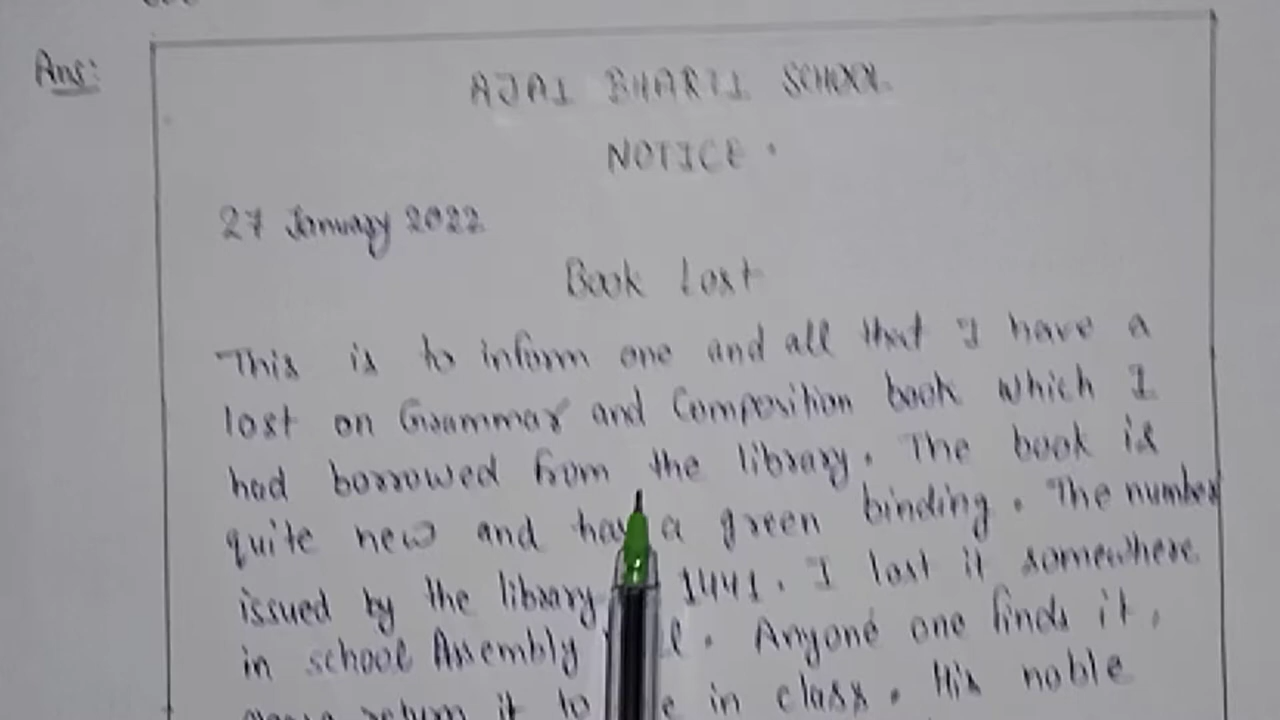 Ans:
AJAI BHARTI SCHOOL
NOTICE
27 January 2022
Book Lost
This is to inform one and all that I have a
lost on Grammar and Composition book which I
had borrowed from the library. The book is
quite new and has a green binding. The number
issued by the library 1441. I lost it somewhere
in school Assembly. Anyone one finds it,
return it to in class. His noble